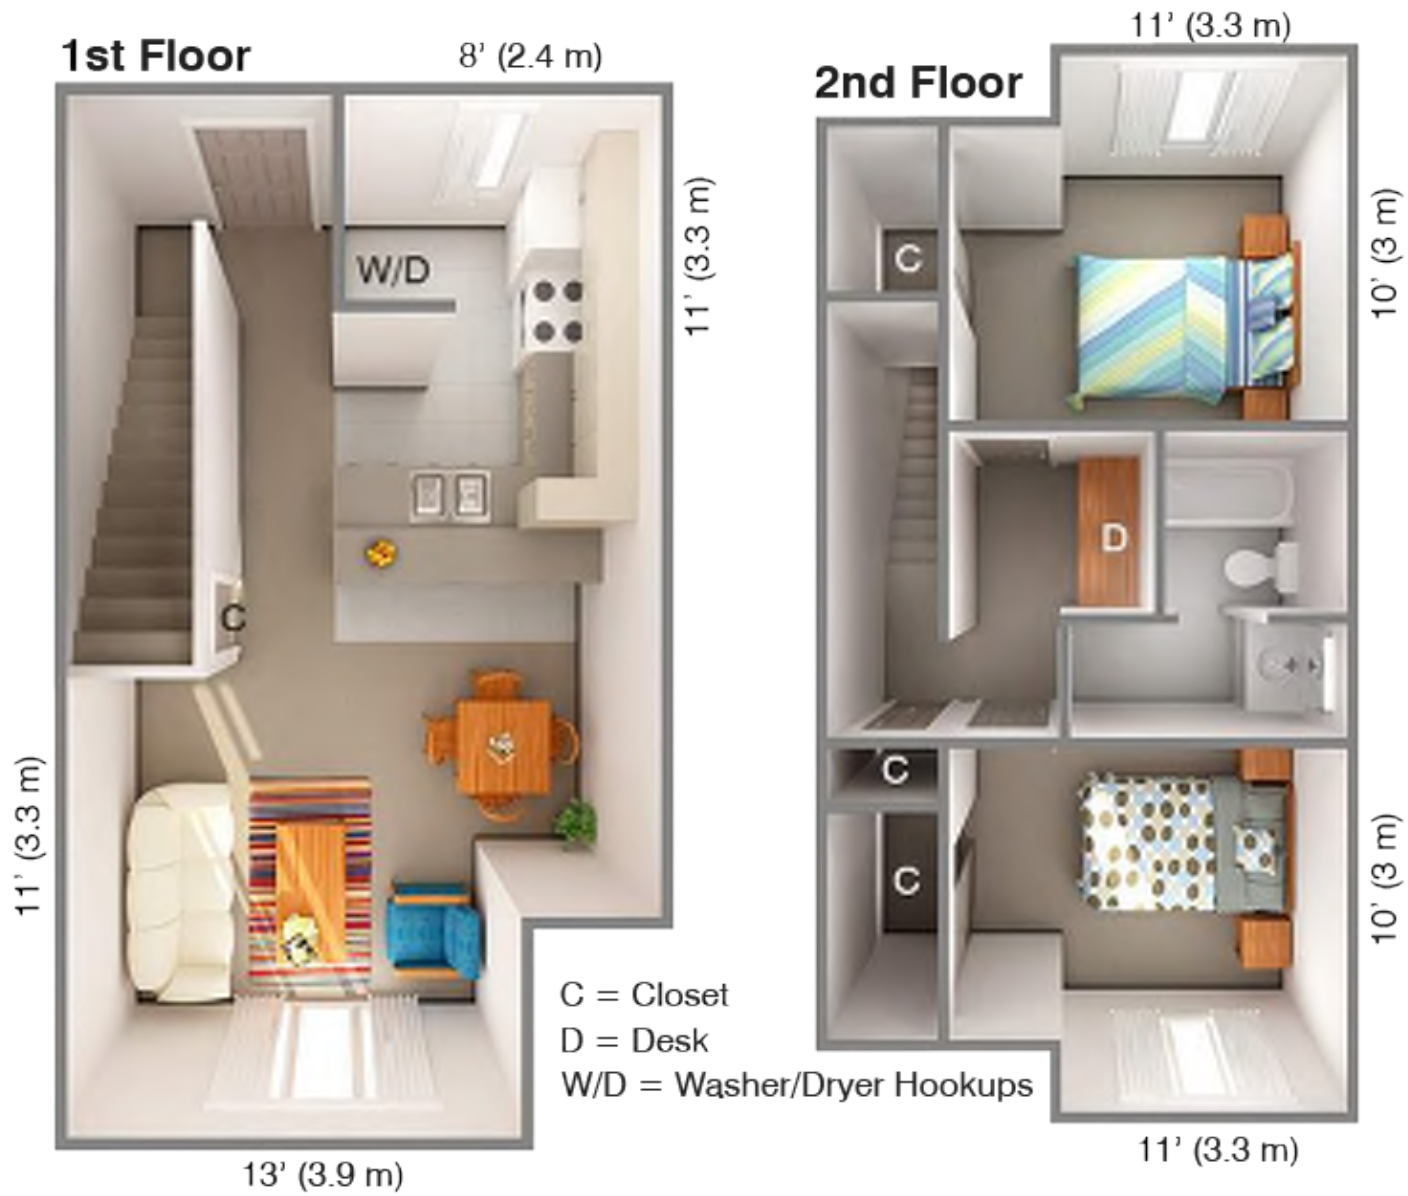 1st Floor
8’ (2.4 m)
11’ (3.3 m)
W/D
C
11’ (3.3 m)
13’ (3.9 m)
2nd Floor
11’ (3.3 m)
C
10’ (3 m)
D
C
C
10’ (3 m)
11’ (3.3 m)
C = Closet
D = Desk
W/D = Washer/Dryer Hookups